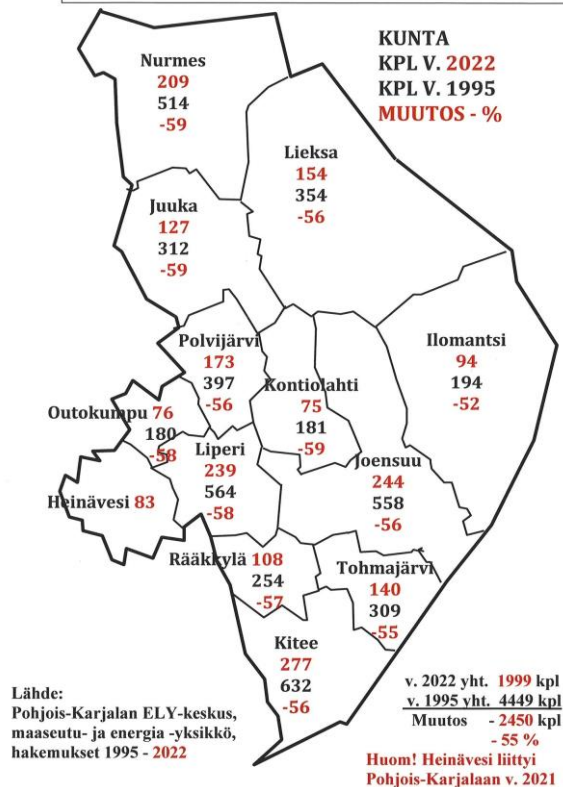 KUNTA
KPL V. 2022
KPL V. 1995
MUUTOS - %
Nurmes
209
514
-59
Lieksa
154
354
-56
Juuka
127
312
-59
Polvijärvi
173
397
-56
Ilomantsi
94
194
-52
Kontiolahti
75
181
-59
Outokumpu 76
180
-58
Liperi
239
564
-58
Joensuu
244
558
-56
Heinävesi 83
Rääkkylä 108
254
-57
Tohmajärvi
140
309
-55
Kitee
277
632
-56
Lähde:
Pohjois-Karjalan ELY-keskus,
maaseutu- ja energia -yksikkö,
hakemukset 1995 - 2022
v. 2022 yht. 1999 kpl
v. 1995 yht. 4449 kpl
Muutos - 2450 kpl
- 55 %
Huom! Heinävesi liittyi
Pohjois-Karjalaan v. 2021